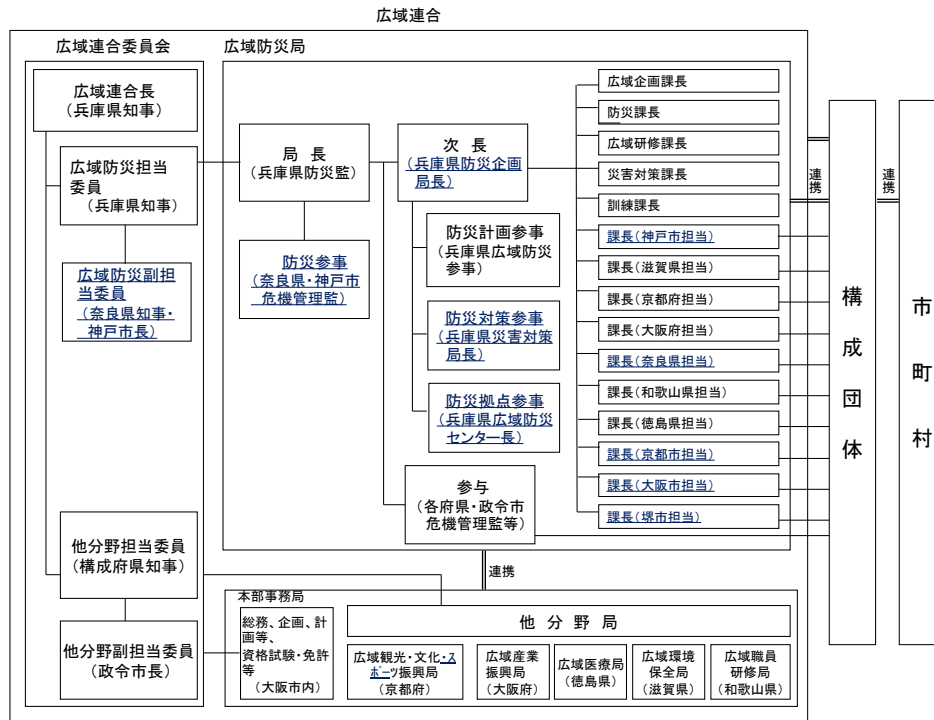 広域連合
広域連合委員会
広域防災局
広域連合長
（兵庫県知事）
広域防災担当
委員
（兵庫県知事）
広域防災副担
当委員
（奈良県知事・
神戸市長）
他分野担当委員
（構成府県知事）
他分野副担当委員
（政令市長）
局 長
（兵庫県防災監）
防災参事
（奈良県・神戸市
危機管理監）
次 長
（兵庫県防災企画
局長）
防災計画参事
（兵庫県広域防災
参事）
防災対策参事
（兵庫県災害対策
局長）
防災拠点参事
（兵庫県広域防災
センター長）
参与
（各府県・政令市
危機管理監等）
広域企画課長
防災課長
広域研修課長
災害対策課長
訓練課長
課長（神戸市担当）
課長（滋賀県担当）
課長（京都府担当）
課長（大阪府担当）
課長（奈良県担当）
課長（和歌山県担当）
課長（徳島県担当）
課長（京都市担当）
課長（大阪市担当）
課長（堺市担当）
連携
構成団体
連携
市町村
連携
本部事務局
総務、企画、計
画等、
資格試験・免許
等
（大阪市内）
他 分 野 局
広域観光・文化・ス
ポーツ振興局
（京都府）
広域産業
振興局
（大阪府）
広域医療局
（徳島県）
広域環境
保全局
（滋賀県）
広域職員
研修局
（和歌山県）